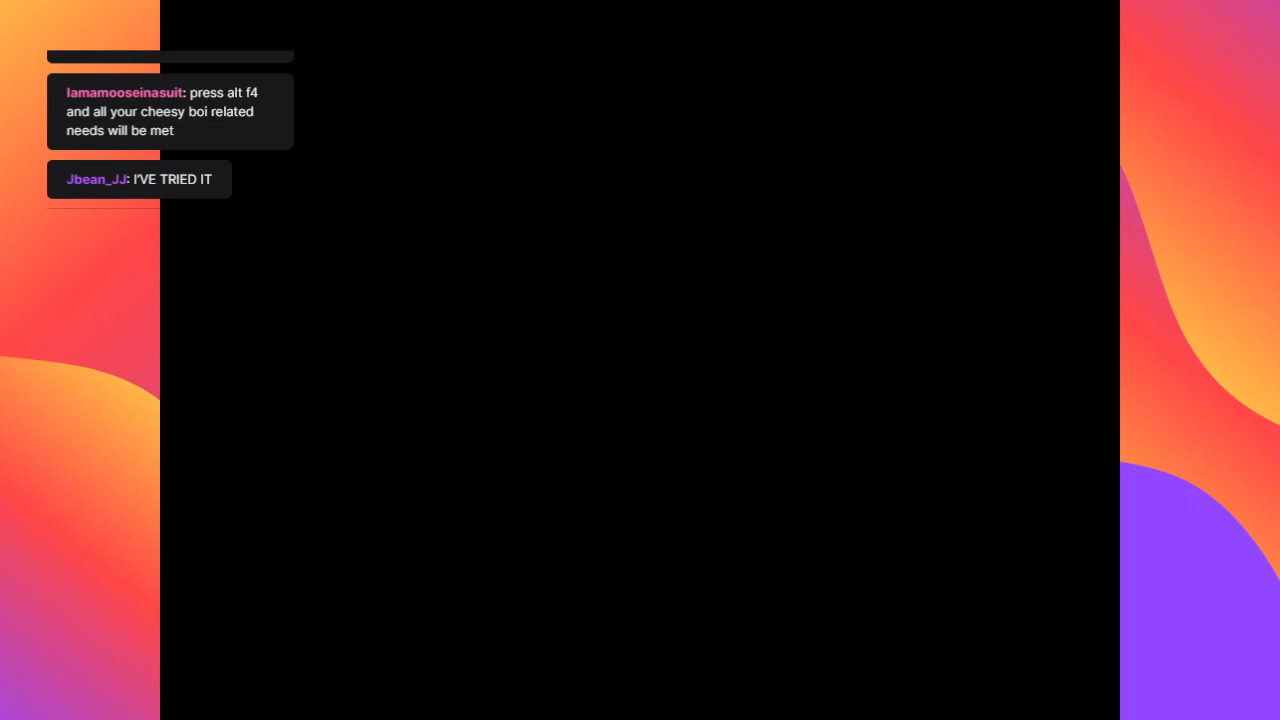 Iamamooseinasuit: press alt f4
and all your cheesy boi related
needs will be met
Jbean_JJ: I'VE TRIED IT